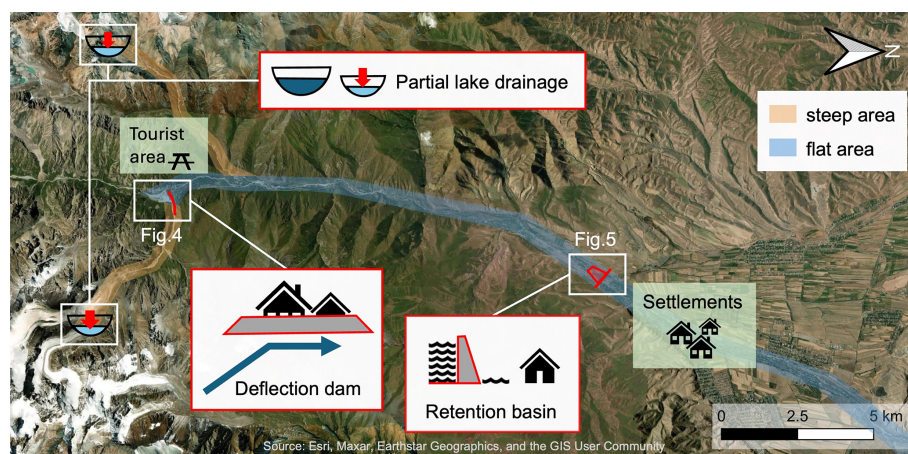 Partial lake drainage
N
steep area
flat area
Tourist
area
Fig.4
Fig.5
Settlements
Deflection dam
Retention basin
0 2.5 5 km
Source: Esri, Maxar, Earthstar Geographics, and the GIS User Community